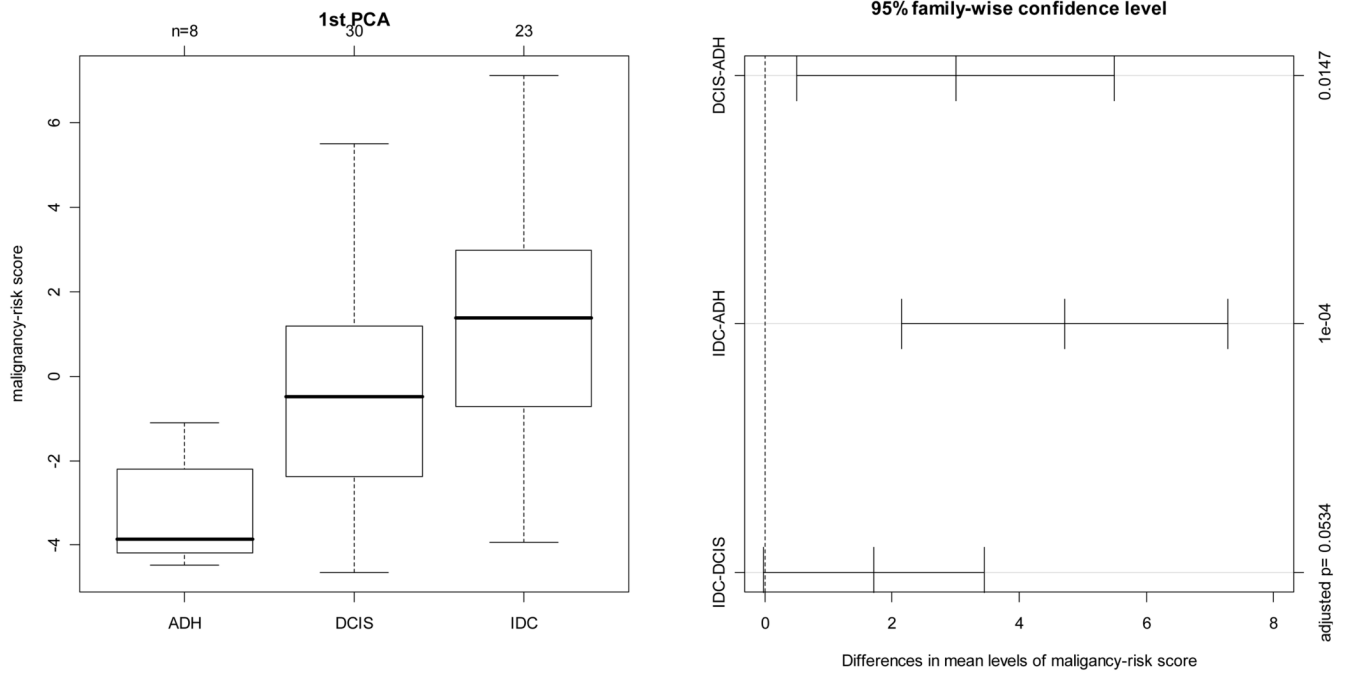 1st PCA
n=8
30
23
malignancy-risk score
6
4
2
0
-2
-4
ADH
DCIS
IDC
95% family-wise confidence level
DCIS-ADH
IDC-ADH
IDC-DCIS
0.0147
1e-04
adjusted p= 0.0534
0
2
4
6
8
Differences in mean levels of maligancy-risk score